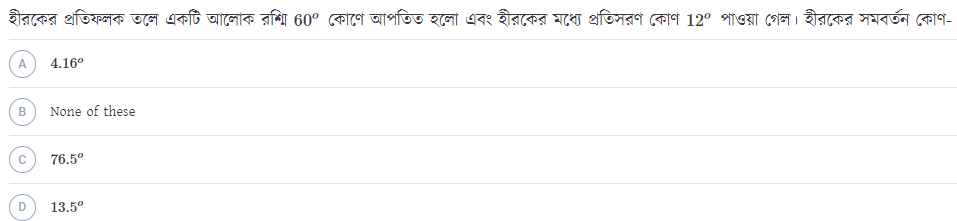 হীরকের প্রতিফলক তলে একটি আলোক রশ্মি 60° কোণে আপতিত হলো এবং হীরকের মধ্যে প্রতিসরণ কোণ 12° পাওয়া গেল। হীরকের সমবর্তন কোণ-
A 4.16°
B None of these
C 76.5°
D 13.5°